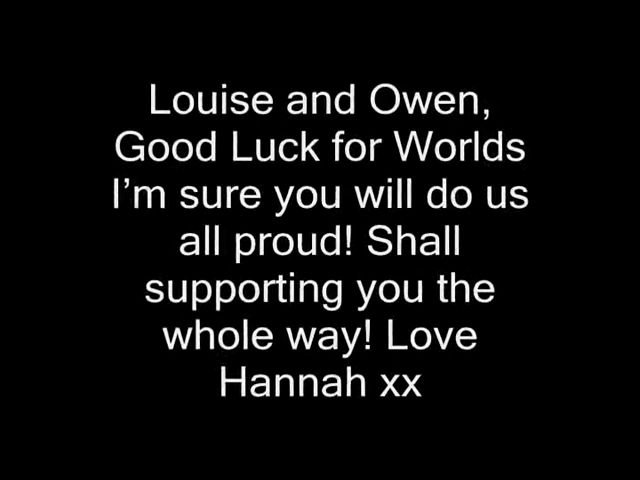 Louise and Owen,
Good Luck for Worlds
I’m sure you will do us
all proud! Shall
supporting you the
whole way! Love
Hannah xx